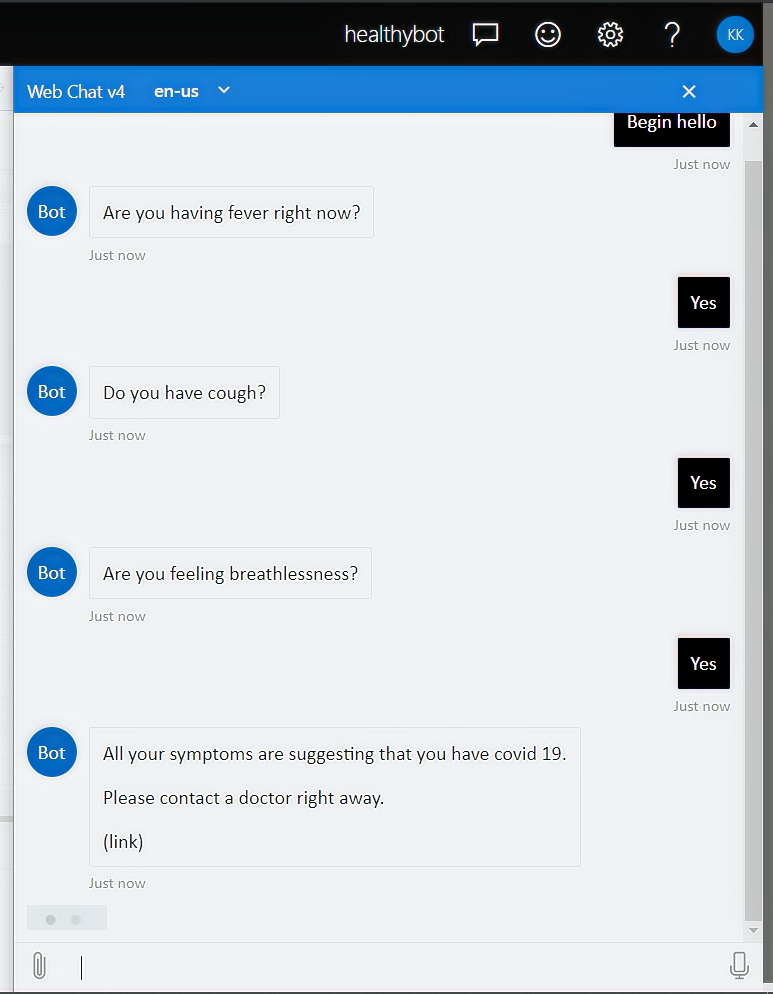 healthybot ? KK
Web Chat v4 en-us
Begin hello
Just now
Bot Are you having fever right now?
Just now
Yes
Just now
Bot Do you have cough?
Just now
Yes
Just now
Bot Are you feeling breathlessness?
Just now
Yes
Just now
Bot All your symptoms are suggesting that you have covid 19.
Please contact a doctor right away.
(link)
Just now